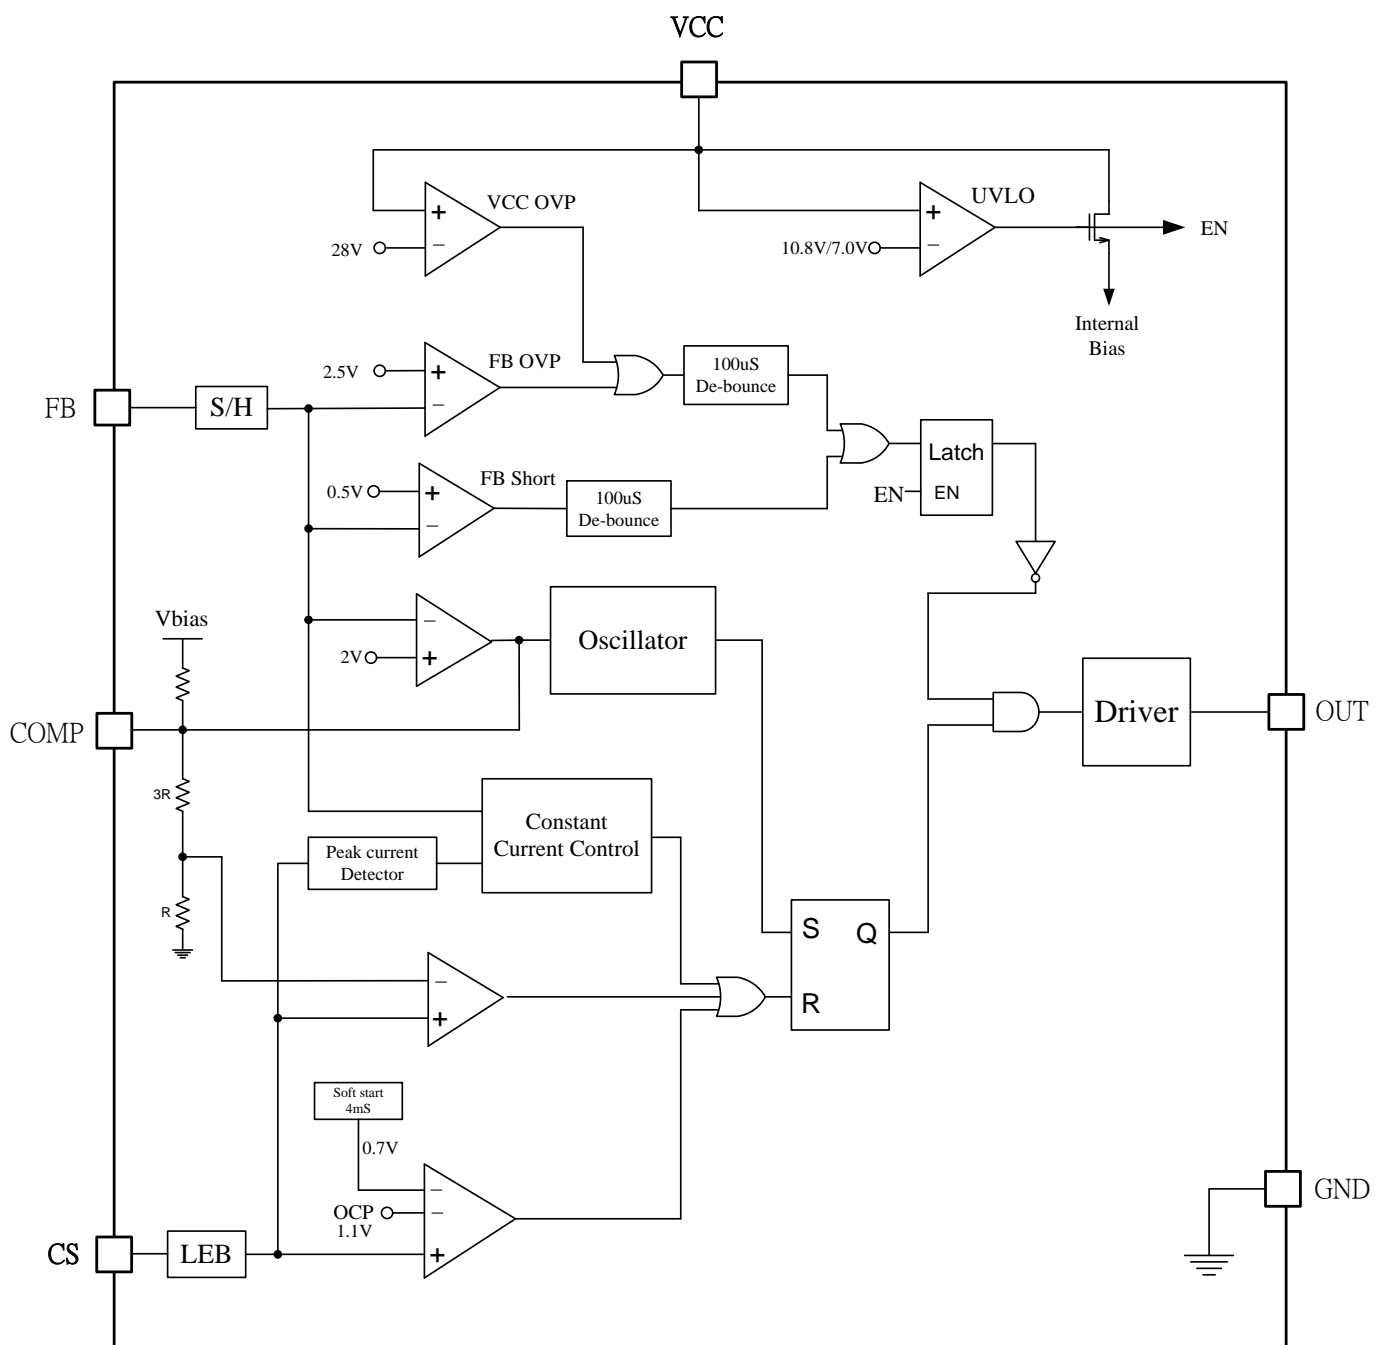 VCC
VCC OVP
+
−
28V
UVLO
+
−
10.8V/7.0V
EN
Internal
Bias
2.5V
+
−
FB OVP
100uS
De-bounce
FB
S/H
0.5V
+
−
FB Short
100uS
De-bounce
Latch
EN
EN
Vbias
−
2V
+
Oscillator
COMP
Driver
OUT
3R
Constant
Current Control
Peak current
Detector
R
S
Q
R
−
+
Soft start
4mS
0.7V
−
OCP
−
1.1V
+
CS
LEB
GND